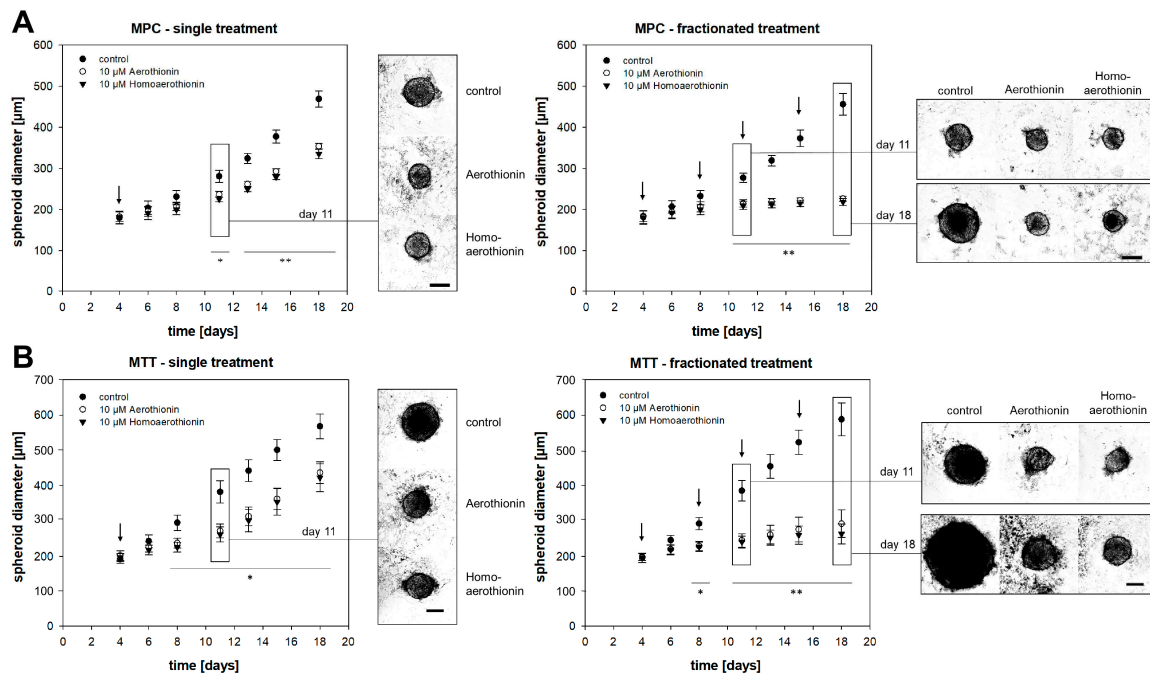 A
MPC - single treatment
spheroid diameter [µm]
600
500
400
300
200
100
0
control
10 µM Aerothionin
10 µM Homoaerothionin
day 11
*
**
0 2 4 6 8 10 12 14 16 18 20
time [days]
control
Aerothionin
Homo-
aerothionin
MPC - fractionated treatment
spheroid diameter [µm]
600
500
400
300
200
100
0
control
10 µM Aerothionin
10 µM Homoaerothionin
**
0 2 4 6 8 10 12 14 16 18 20
time [days]
control
Aerothionin
Homo-
aerothionin
day 11
day 18
B
MTT - single treatment
spheroid diameter [µm]
700
600
500
400
300
200
100
0
control
10 µM Aerothionin
10 µM Homoaerothionin
day 11
*
0 2 4 6 8 10 12 14 16 18 20
time [days]
control
Aerothionin
Homo-
aerothionin
MTT - fractionated treatment
spheroid diameter [µm]
700
600
500
400
300
200
100
0
control
10 µM Aerothionin
10 µM Homoaerothionin
*
**
0 2 4 6 8 10 12 14 16 18 20
time [days]
control
Aerothionin
Homo-
aerothionin
day 11
day 18